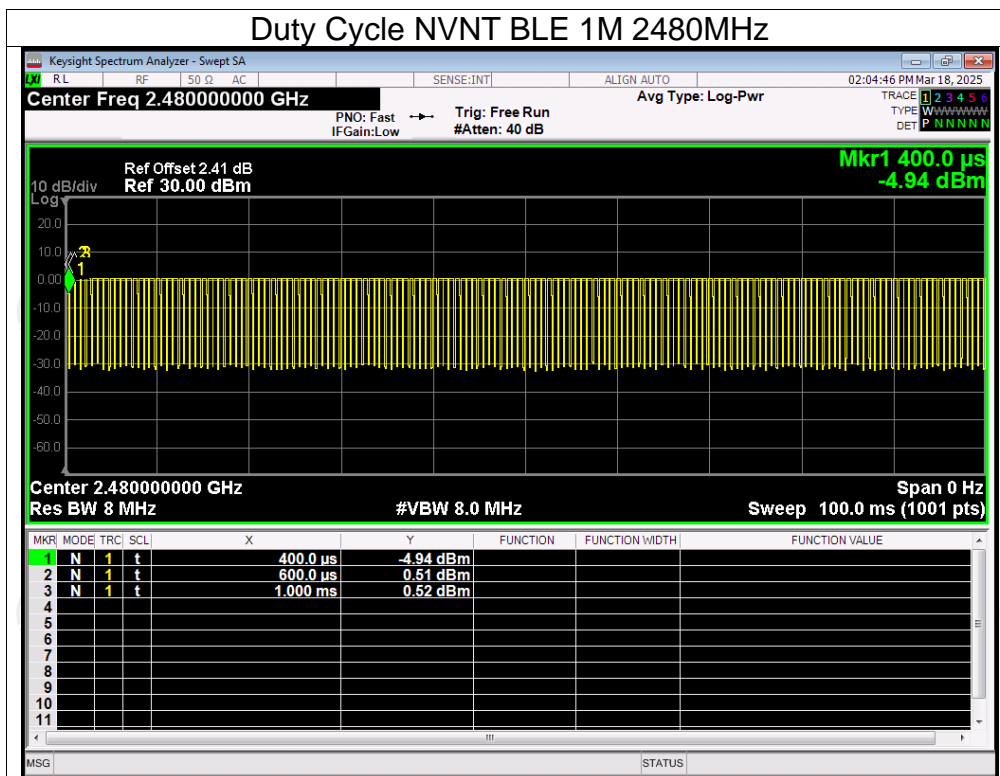 Duty Cycle NVNT BLE 1M 2480MHz
Keysight Spectrum Analyzer - Swept SA
LXI RL RF 50 Ω AC SENSE:INT ALIGN AUTO 02:04:46 PM Mar 18, 2025
Center Freq 2.480000000 GHz Avg Type: Log-Pwr TRACE 1 2 3 4 5 6
PNO: Fast Trig: Free Run TYPE WWWWWW
IFGain:Low #Atten: 40 dB DET P N N N N N
Mkr1 400.0 µs
-4.94 dBm
Ref Offset 2.41 dB
10 dB/div Ref 30.00 dBm
Log
20.0
10.0
0.00
-10.0
-20.0
-30.0
-40.0
-50.0
-60.0
1
2
3
Center 2.480000000 GHz Span 0 Hz
Res BW 8 MHz #VBW 8.0 MHz Sweep 100.0 ms (1001 pts)
MKR MODE TRC SCL X Y FUNCTION FUNCTION WIDTH FUNCTION VALUE
1 N 1 t 400.0 µs -4.94 dBm
2 N 1 t 600.0 µs 0.51 dBm
3 N 1 t 1.000 ms 0.52 dBm
4
5
6
7
8
9
10
11
MSG STATUS